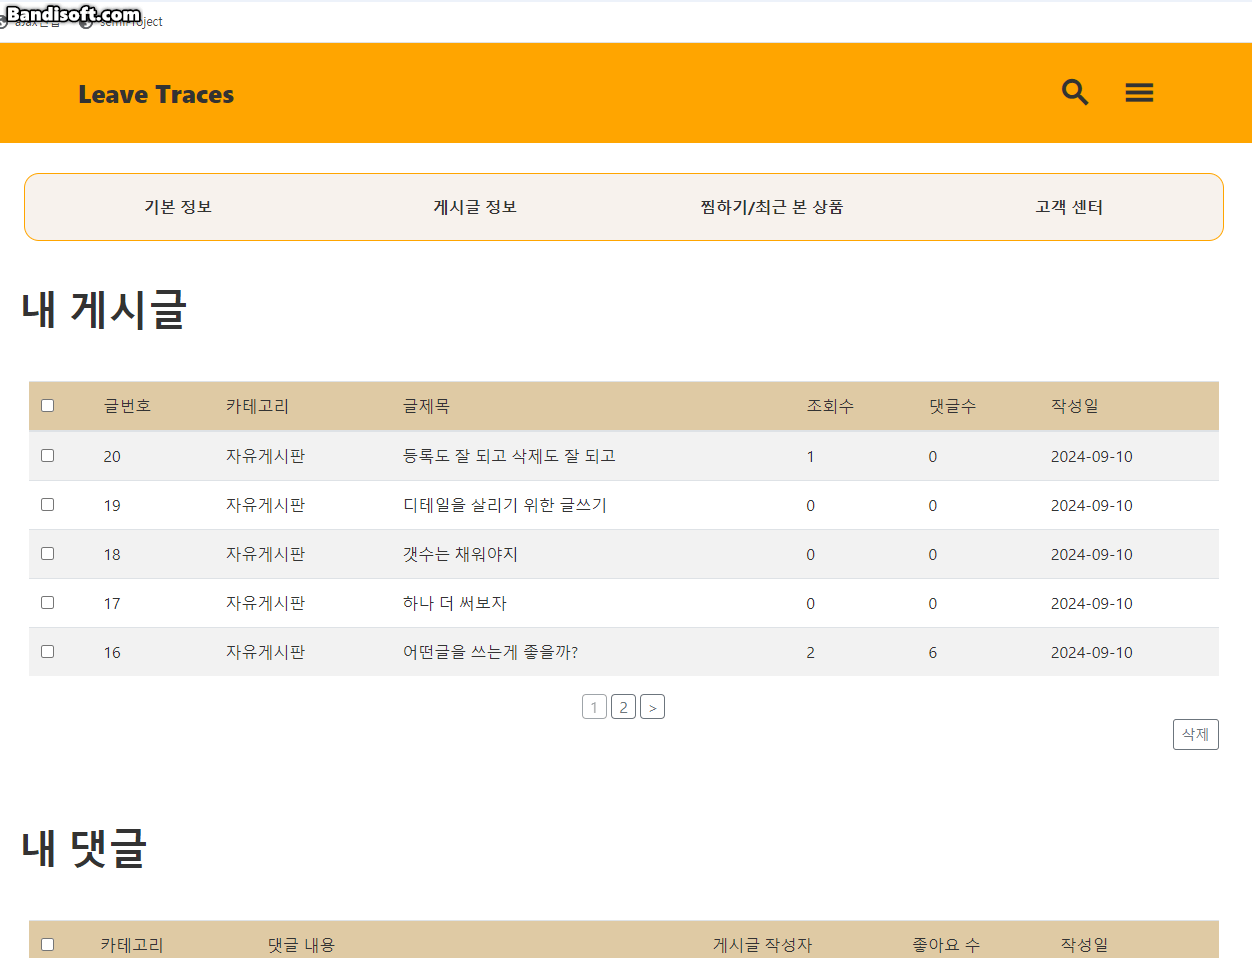 Bandisoft.com
semiProject
Leave Traces
기본 정보 게시글 정보 찜하기/최근 본 상품 고객 센터
내 게시글
글번호 카테고리 글제목 조회수 댓글수 작성일
20 자유게시판 등록도 잘 되고 삭제도 잘 되고 1 0 2024-09-10
19 자유게시판 디테일을 살리기 위한 글쓰기 0 0 2024-09-10
18 자유게시판 갯수는 채워야지 0 0 2024-09-10
17 자유게시판 하나 더 써보자 0 0 2024-09-10
16 자유게시판 어떤글을 쓰는게 좋을까? 2 6 2024-09-10
1 2 >
삭제
내 댓글
카테고리 댓글 내용 게시글 작성자 좋아요 수 작성일